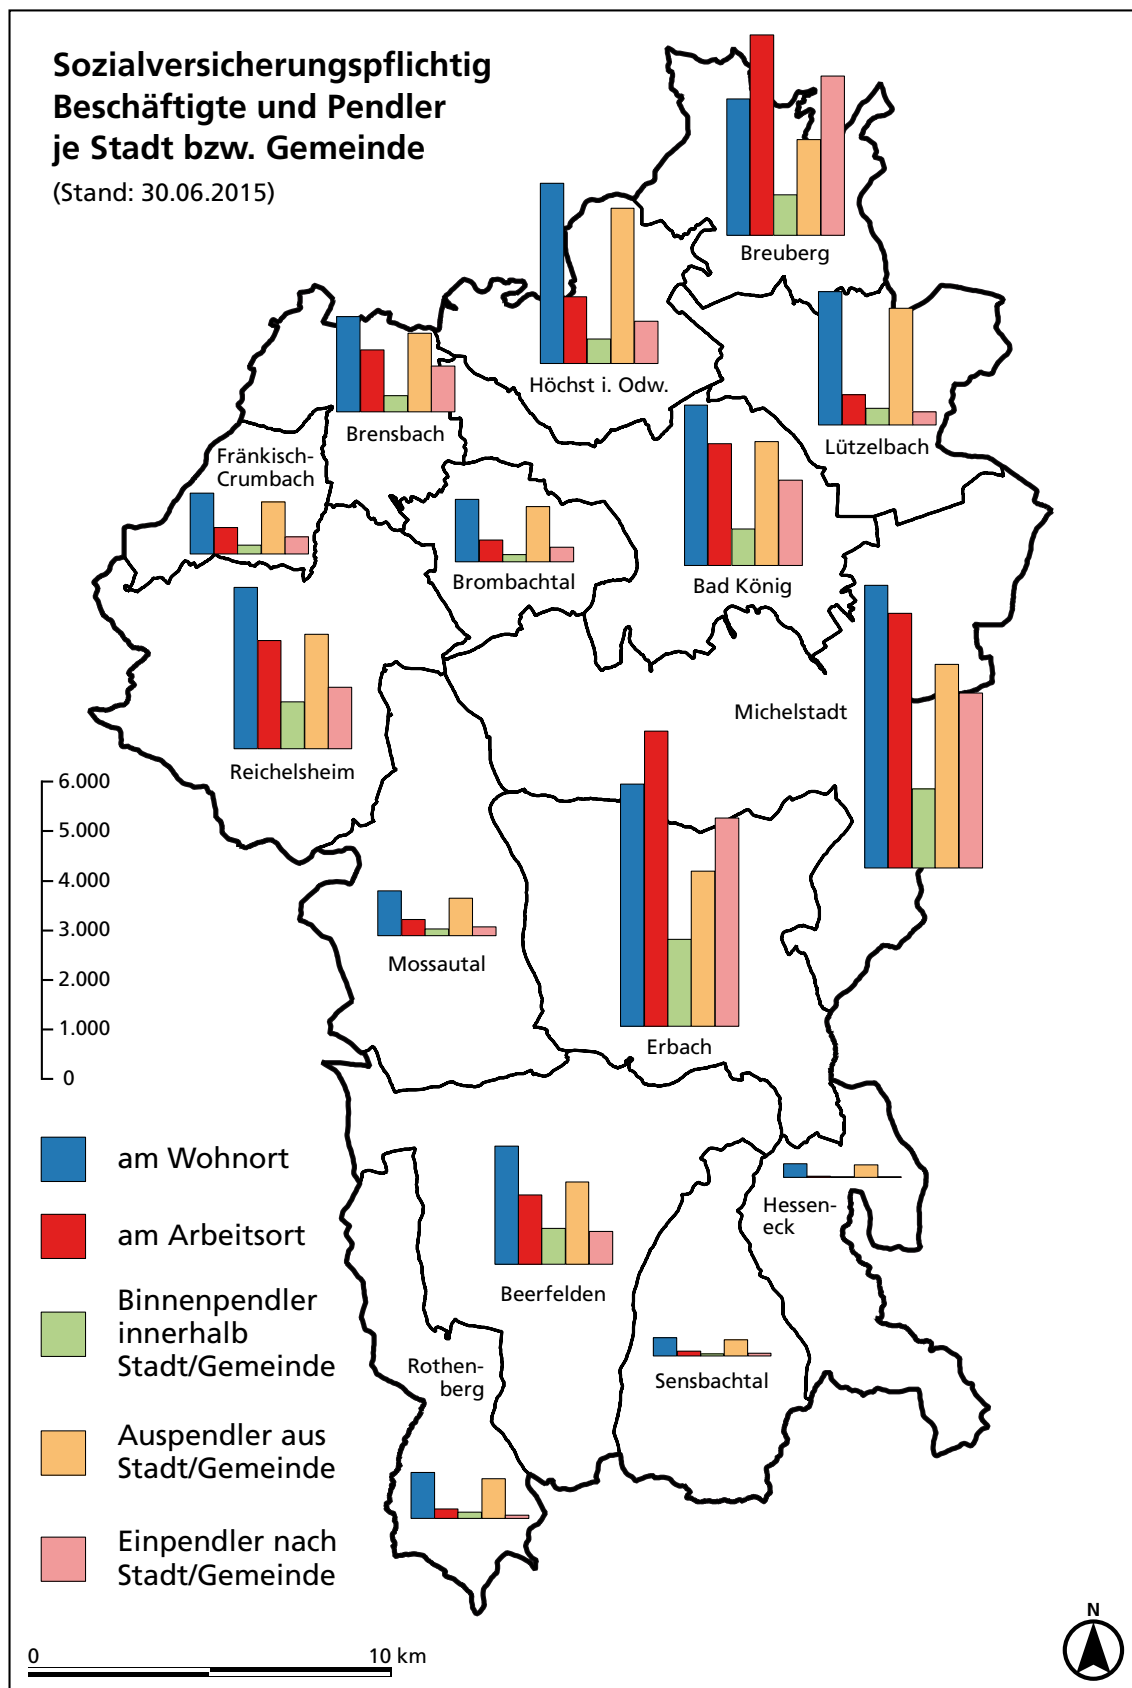 Sozialversicherungspflichtig
Beschäftigte und Pendler
je Stadt bzw. Gemeinde
(Stand: 30.06.2015)
Breuberg
Höchst i. Odw.
Lützelbach
Brensbach
Fränkisch-
Crumbach
Brombachtal
Bad König
Michelstadt
Reichelsheim
6.000
5.000
4.000
3.000
2.000
1.000
0
Mossautal
Erbach
Hessen-
eck
Beerfelden
Sensbachtal
Rothen-
berg
am Wohnort
am Arbeitsort
Binnenpendler
innerhalb
Stadt/Gemeinde
Auspendler aus
Stadt/Gemeinde
Einpendler nach
Stadt/Gemeinde
0 10 km
N